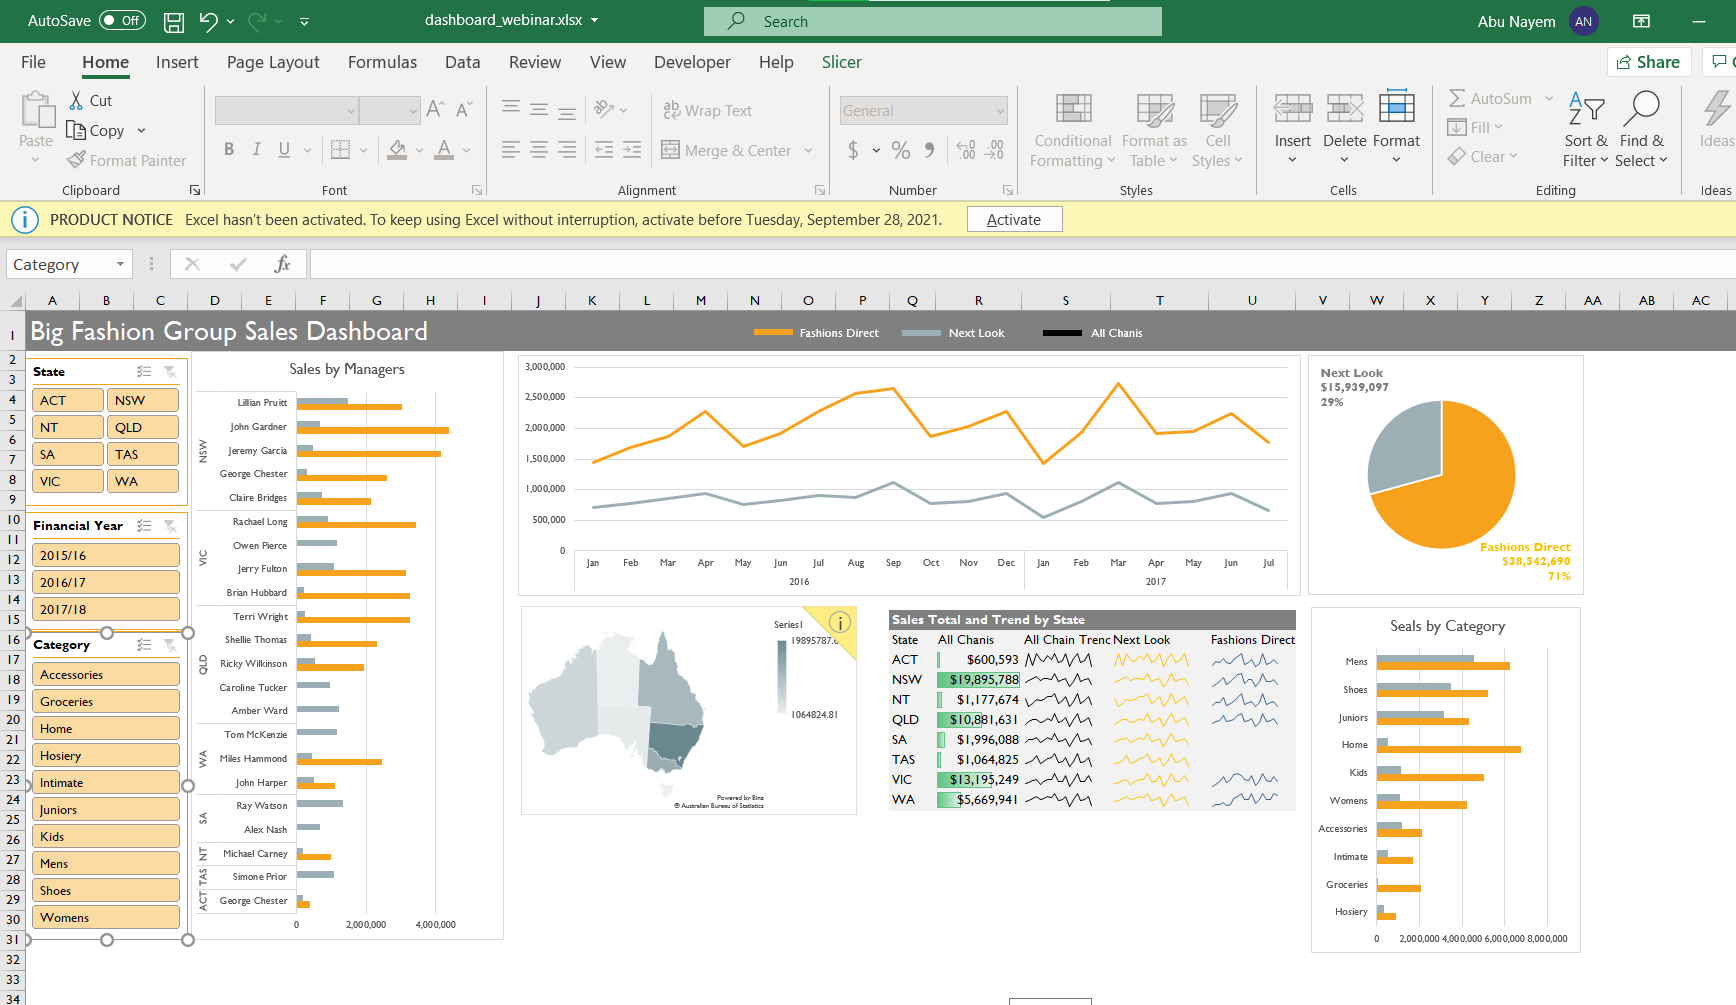 AutoSave Off
dashboard_webinar.xlsx
Search
Abu Nayem AN
File Home Insert Page Layout Formulas Data Review View Developer Help Slicer
Share
Paste
Cut
Copy
Format Painter
Clipboard
B I U A
Font
Wrap Text
Merge & Center
Alignment
General
$ %
Number
Conditional Formatting
Format as Table
Cell Styles
Styles
Insert Delete Format
Cells
AutoSum
Fill
Clear
Sort & Filter
Find & Select
Editing
Ideas
Ideas
PRODUCT NOTICE Excel hasn't been activated. To keep using Excel without interruption, activate before Tuesday, September 28, 2021. Activate
Category fx
A B C D E F G H I J K L M N O P Q R S T U V W X Y Z AA AB AC
1
2
3
4
5
6
7
8
9
10
11
12
13
14
15
16
17
18
19
20
21
22
23
24
25
26
27
28
29
30
31
32
33
34
Big Fashion Group Sales Dashboard
Fashions Direct Next Look All Chanis
State
ACT NSW
NT QLD
SA TAS
VIC WA
Financial Year
2015/16
2016/17
2017/18
Category
Accessories
Groceries
Home
Hosiery
Intimate
Juniors
Kids
Mens
Shoes
Womens
Sales by Managers
NSW
Lillian Pruitt
John Gardner
Jeremy Garcia
George Chester
Claire Bridges
VIC
Rachael Long
Owen Pierce
Jerry Fulton
Brian Hubbard
QLD
Terri Wright
Shellie Thomas
Ricky Wilkinson
Caroline Tucker
Amber Ward
WA
Tom McKenzie
Miles Hammond
John Harper
SA
Ray Watson
Alex Nash
NT
Michael Carney
TAS
Simone Prior
ACT
George Chester
0 2,000,000 4,000,000
3,000,000
2,500,000
2,000,000
1,500,000
1,000,000
500,000
0
Jan Feb Mar Apr May Jun Jul Aug Sep Oct Nov Dec Jan Feb Mar Apr May Jun Jul
2016 2017
Next Look
$15,939,097
29%
Fashions Direct
$38,542,690
71%
Series1
19895787.
1064824.81
Powered by Bing
© Australian Bureau of Statistics
Sales Total and Trend by State
State All Chanis All Chain Trenc Next Look Fashions Direct
ACT $600,593
NSW $19,895,788
NT $1,177,674
QLD $10,881,631
SA $1,996,088
TAS $1,064,825
VIC $13,195,249
WA $5,669,941
Seals by Category
Mens
Shoes
Juniors
Home
Kids
Womens
Accessories
Intimate
Groceries
Hosiery
0 2,000,000 4,000,000 6,000,000 8,000,000